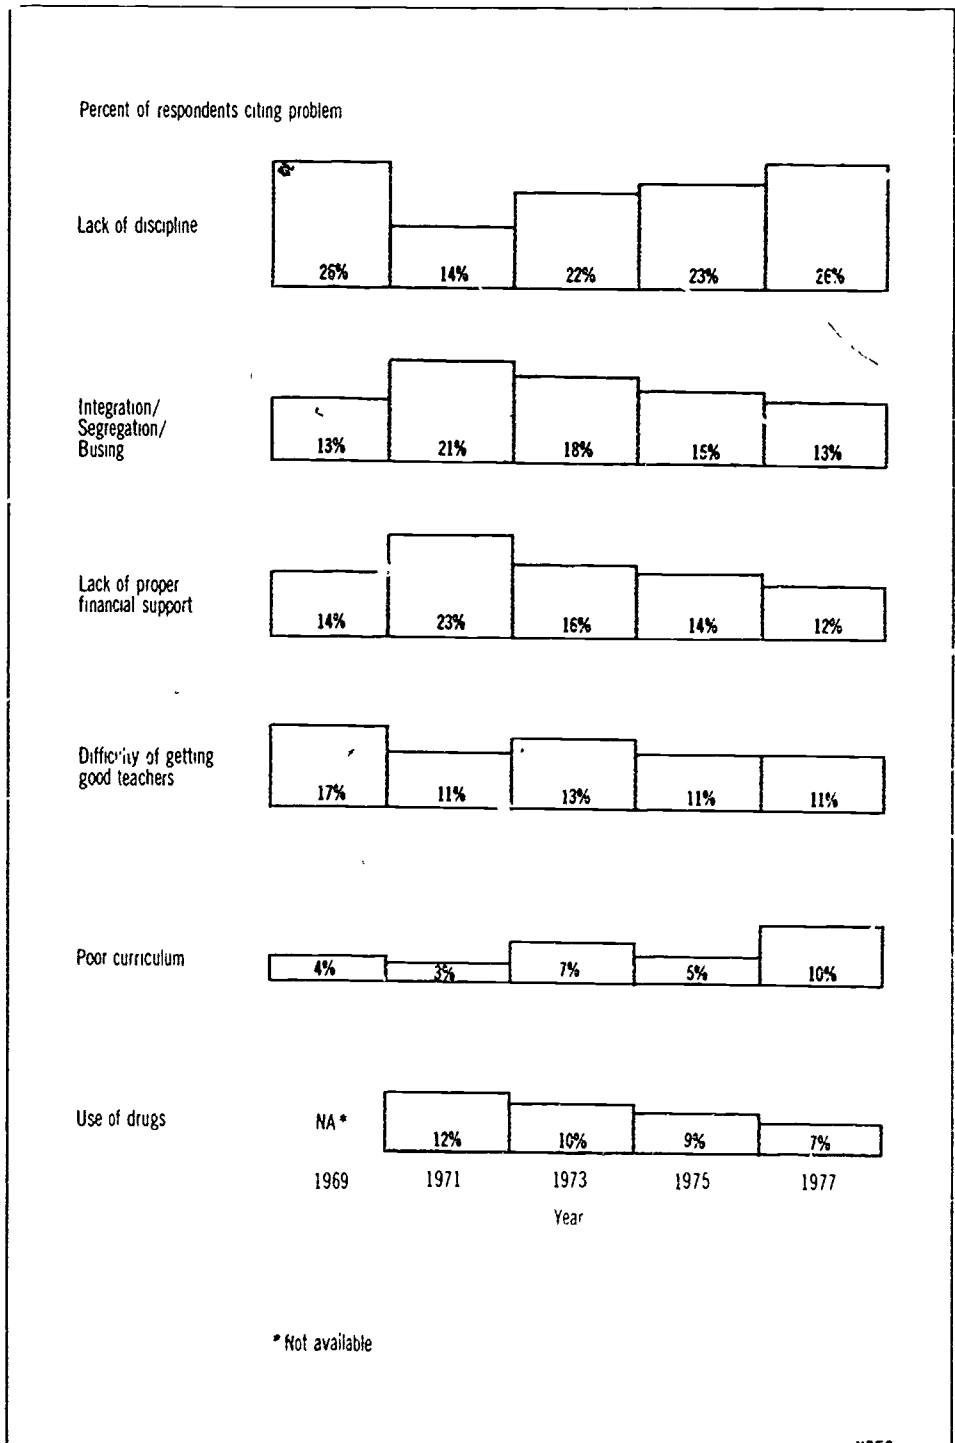 Percent of respondents citing problem
Lack of discipline
26% 14% 22% 23% 26%
Integration/
Segregation/
Busing
13% 21% 18% 15% 13%
Lack of proper
financial support
14% 23% 16% 14% 12%
of getting
good teachers
17% 11% 13% 11% 11%
Poor curriculum
4% 3% 7% 5% 10%
Use of drugs
NA* 12% 10% 9% 7%
1969 1971 1973 1975 1977
Year
* Not available